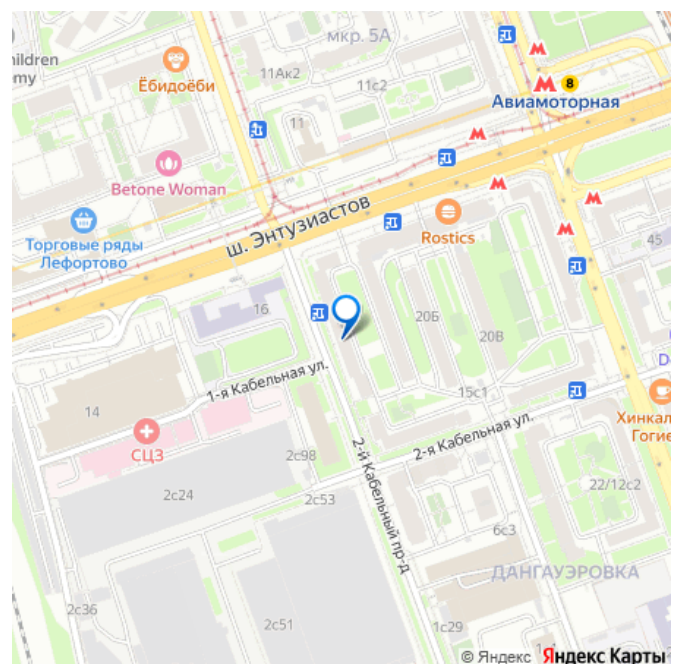 мкр. 5А
hildren
my
Ёбидоёби
11Ак2
11с2
8
Авиамоторная
11
Betone Woman
ш. Энтузиастов
Rostics
Торговые ряды
Лефортово
45
16
20Б
20В
D
1-я Кабельная ул.
15с1
14
Хинкал
Гогие
СЦЗ
2-я Кабельная ул.
2с98
2-й Кабельный пр-д
2с24
2с53
22/12с2
6с3
ДАНГАУЭРОВКА
2с36
2с51
1с29
© Яндекс Яндекс Карты